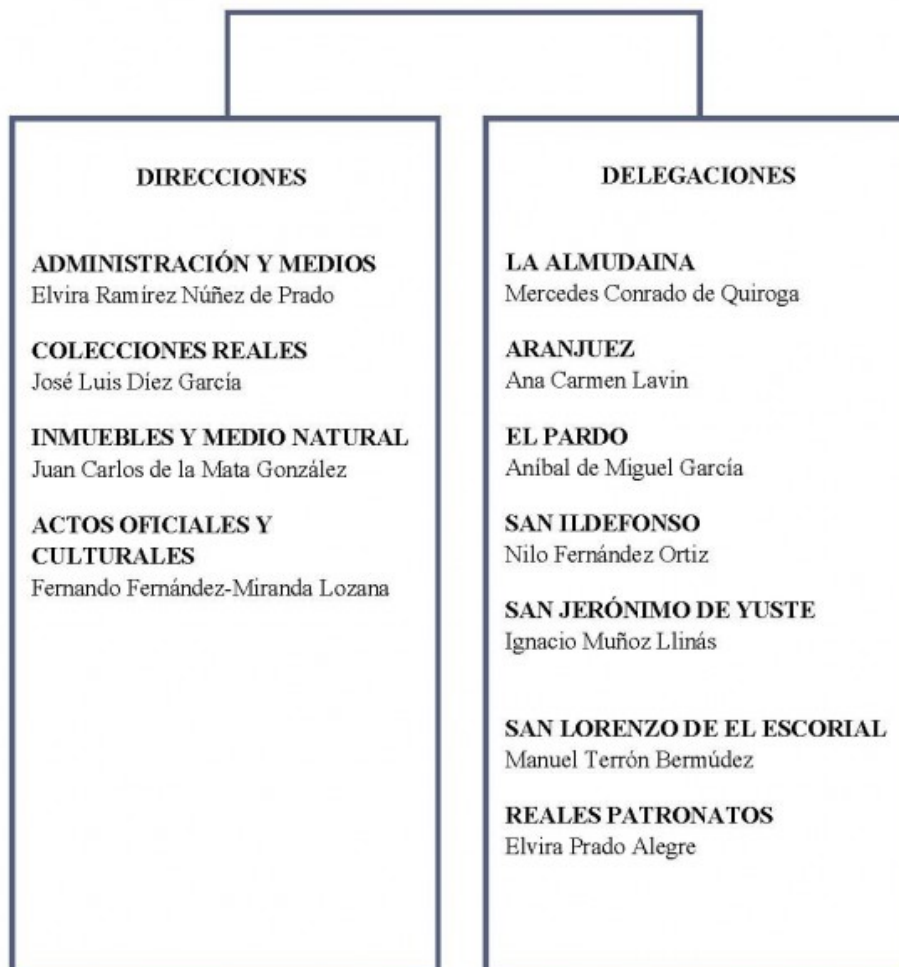 DIRECCIONES
ADMINISTRACIÓN Y MEDIOS
Elvira Ramírez Núñez de Prado
COLECCIONES REALES
José Luis Díez García
INMUEBLES Y MEDIO NATURAL
Juan Carlos de la Mata González
ACTOS OFICIALES Y
CULTURALES
Fernando Fernández-Miranda Lozana
DELEGACIONES
LA ALMUDAINA
Mercedes Conrado de Quiroga
ARANJUEZ
Ana Carmen Lavin
EL PARDO
Aníbal de Miguel García
SAN ILDEFONSO
Nilo Fernández Ortiz
SAN JERÓNIMO DE YUSTE
Ignacio Muñoz Llinás
SAN LORENZO DE EL ESCORIAL
Manuel Terrón Bermúdez
REALES PATRONATOS
Elvira Prado Alegre